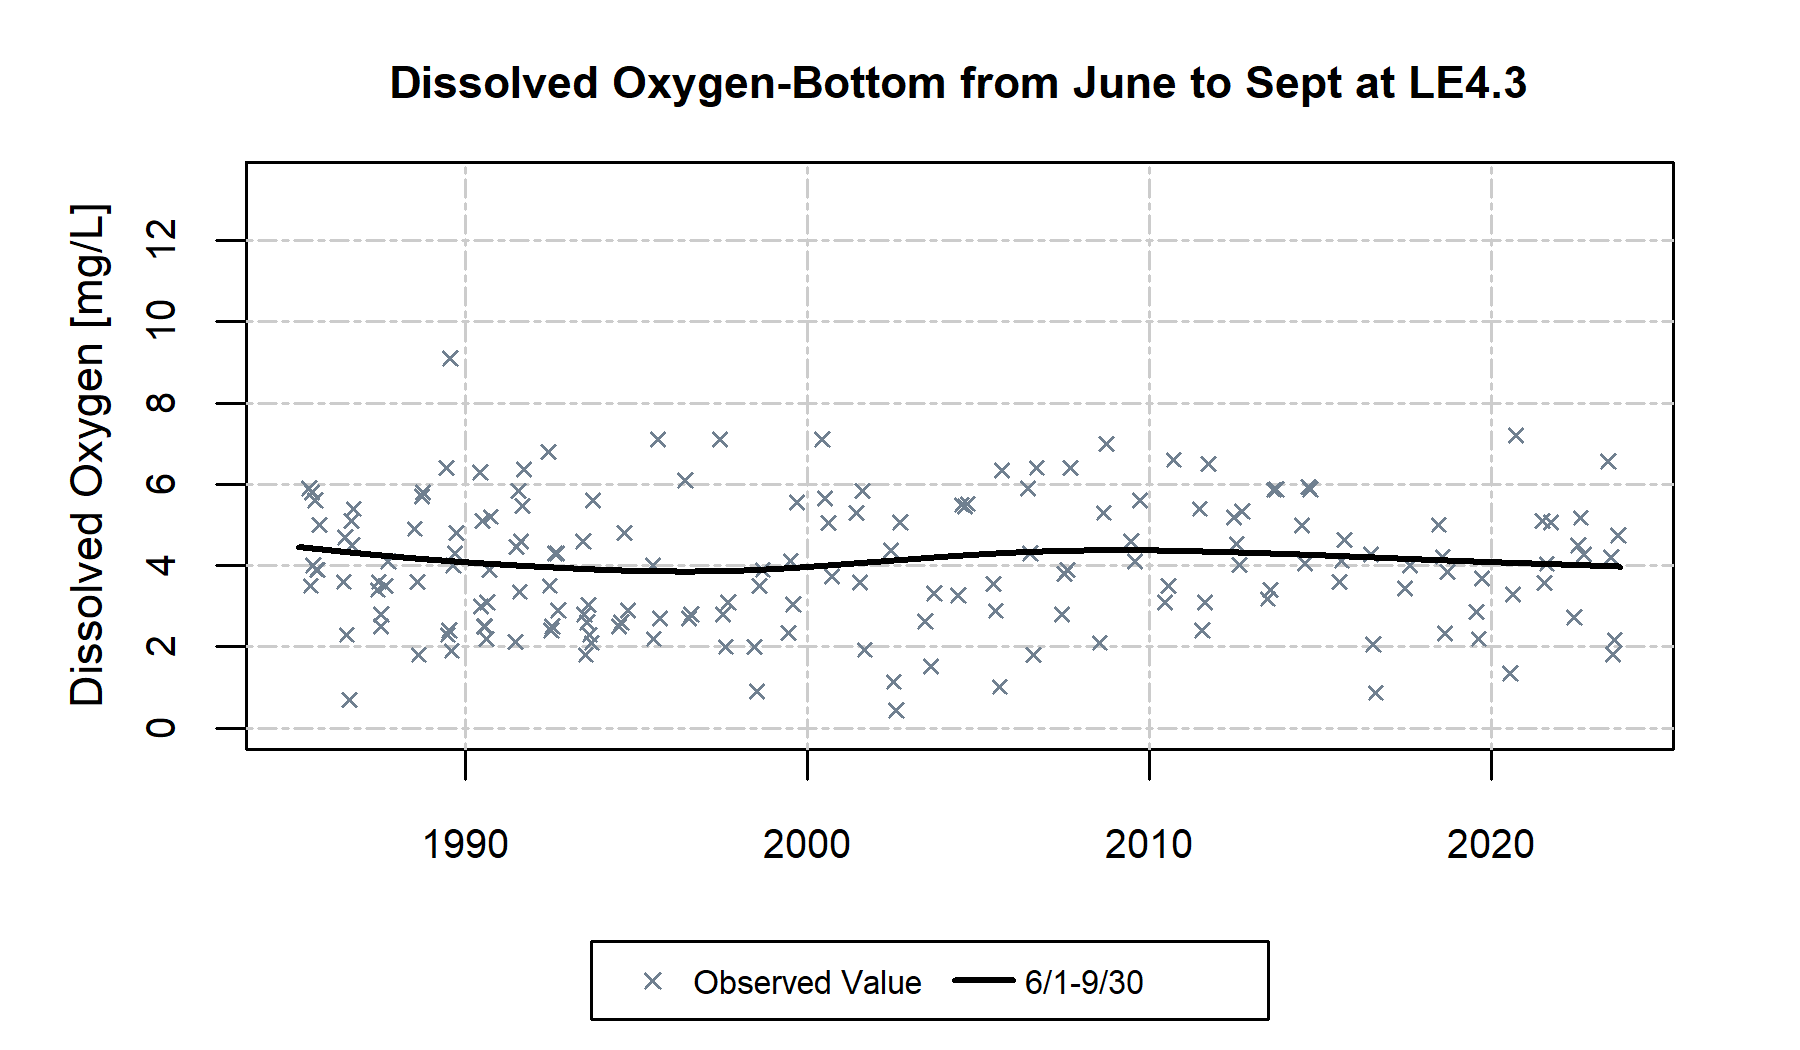 Dissolved Oxygen-Bottom from June to Sept at LE4.3
Dissolved Oxygen [mg/L]
12
10
8
6
4
2
0
1990 2000 2010 2020
Observed Value 6/1-9/30